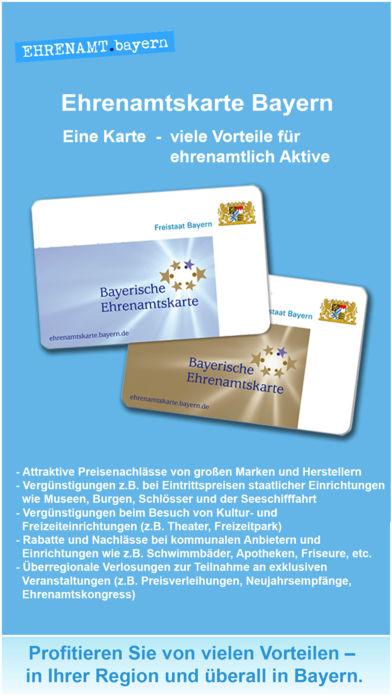 EHRENAMT.bayern
Ehrenamtskarte Bayern
Eine Karte - viele Vorteile für
ehrenamtlich Aktive
Freistaat Bayern
Bayerische
Ehrenamtskarte
ehrenamtskarte.bayern.de
staat Bayern
Bayerische
Ehrenamtskarte
ehrenamtskarte.bayern.de
- Attraktive Preisenachlässe von großen Marken und Herstellern
- Vergünstigungen z.B. bei Eintrittspreisen staatlicher Einrichtungen
wie Museen, Burgen, Schlösser und der Seeschifffahrt
- Vergünstigungen beim Besuch von Kultur- und
Freizeiteinrichtungen (z.B. Theater, Freizeitpark)
- Rabatte und Nachlässe bei kommunalen Anbietern und
Einrichtungen wie z.B. Schwimmbäder, Apotheken, Friseure, etc.
- Überregionale Verlosungen zur Teilnahme an exklusiven
Veranstaltungen (z.B. Preisverleihungen, Neujahrsempfänge,
Ehrenamtskongress)
Profitieren Sie von vielen Vorteilen –
in Ihrer Region und überall in Bayern.